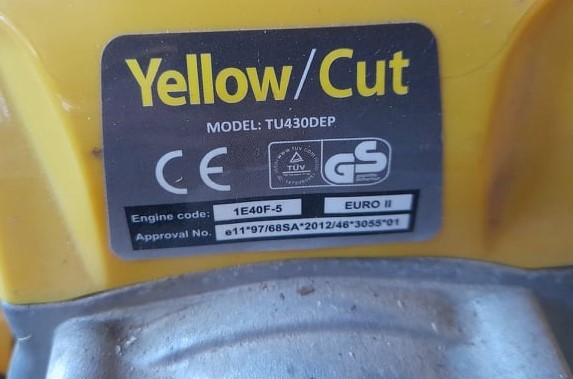 Yellow/Cut
MODEL: TU430DEP
CE
TÜV
GS
Engine code: 1E40F-5 EURO II
Approval No. e11*97/68SA*2012/46*3055*01